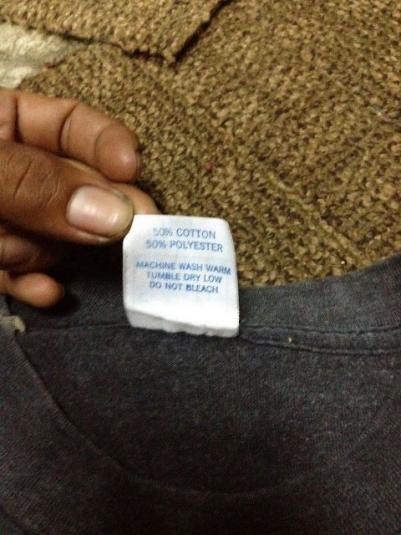 50% COTTON
50% POLYESTER
MACHINE WASH WARM
TUMBLE DRY LOW
DO NOT BLEACH